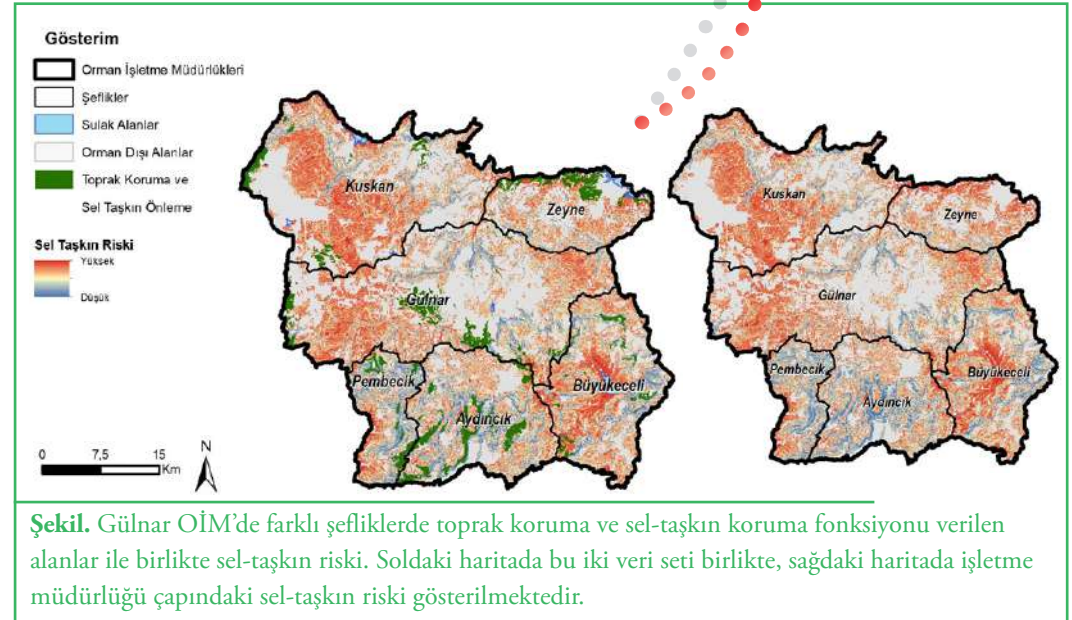 Gösterim
Orman İşletme Müdürlükleri
Şeflikler
Sulak Alanlar
Orman Dışı Alanlar
Toprak Koruma ve
Sel Taşkın Önleme
Sel Taşkın Riski
Yüksek
Düşük
Kuskan
Zeyne
Gülnar
Pembecik
Aydıncık
Büyükeceli
Kuskan
Zeyne
Gülnar
Pembecik
Aydıncık
Büyükeceli
0 7,5 15
Km
N
Şekil. Gülnar OİM’de farklı şefliklerde toprak koruma ve sel-taşkın koruma fonksiyonu verilen
alanlar ile birlikte sel-taşkın riski. Soldaki haritada bu iki veri seti birlikte, sağdaki haritada işletme
müdürlüğü çapındaki sel-taşkın riski gösterilmektedir.